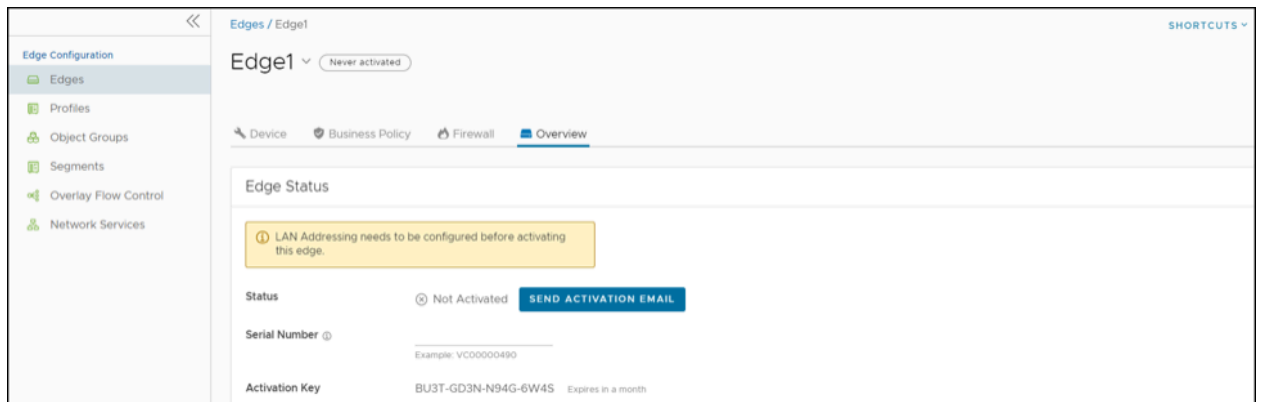 Edge Configuration
Edges
Profiles
Object Groups
Segments
Overlay Flow Control
Network Services
Edges / Edge1
SHORTCUTS
Edge1 Never activated
Device Business Policy Firewall Overview
Edge Status
LAN Addressing needs to be configured before activating
this edge.
Status Not Activated SEND ACTIVATION EMAIL
Serial Number
Example: VC00000490
Activation Key BU3T-GD3N-N94G-6W4S Expires in a month